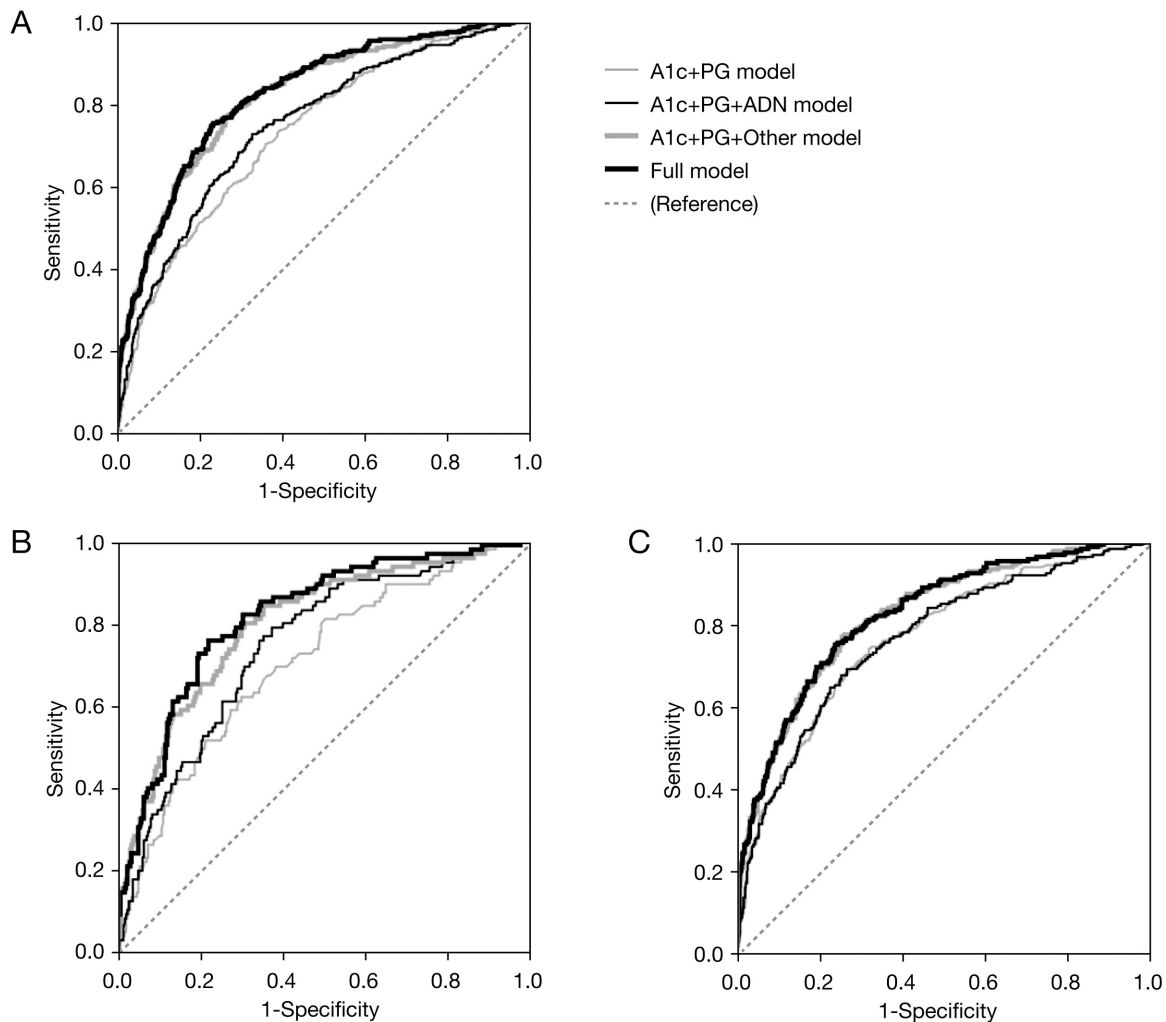 A
1.0
0.8
0.6
0.4
0.2
0.0
Sensitivity
0.0 0.2 0.4 0.6 0.8 1.0
1-Specificity
A1c+PG model
A1c+PG+ADN model
A1c+PG+Other model
Full model
(Reference)
B
1.0
0.8
0.6
0.4
0.2
0.0
Sensitivity
0.0 0.2 0.4 0.6 0.8 1.0
1-Specificity
C
1.0
0.8
0.6
0.4
0.2
0.0
Sensitivity
0.0 0.2 0.4 0.6 0.8 1.0
1-Specificity